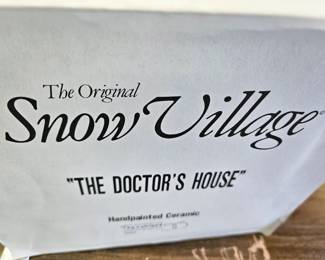 The Original
Snow Village
"THE DOCTOR'S HOUSE"
Handpainted Ceramic